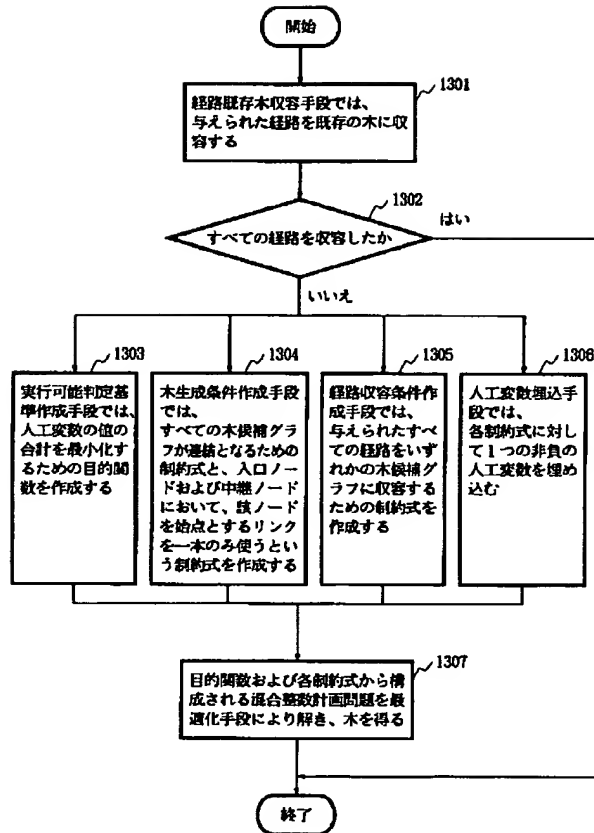 開始
1301
経路既存木収容手段では、
与えられた経路を既存の木に収
容する
1302
すべての経路を収容したか
はい
いいえ
1303
実行可能判定基
準作成手段では、
人工変数の値の
合計を最小化す
るための目的関
数を作成する
1304
木生成条件作成手段
では、
すべての木候補グラ
フが連結となるための
制約式と、入口ノー
ドおよび中継ノード
において、該ノード
を始点とするリンク
を一本のみ使うとい
う制約式を作成する
1305
経路収容条件作
成手段では、
与えられたすべ
ての経路をいず
れかの木候補グ
ラフに収容する
ための制約式を
作成する
1306
人工変数埋込手
段では、
各制約式に対し
て1つの非負の
人工変数を埋め
込む
1307
目的関数および各制約式から構
成される混合整数計画問題を最
適化手段により解き、木を得る
終了